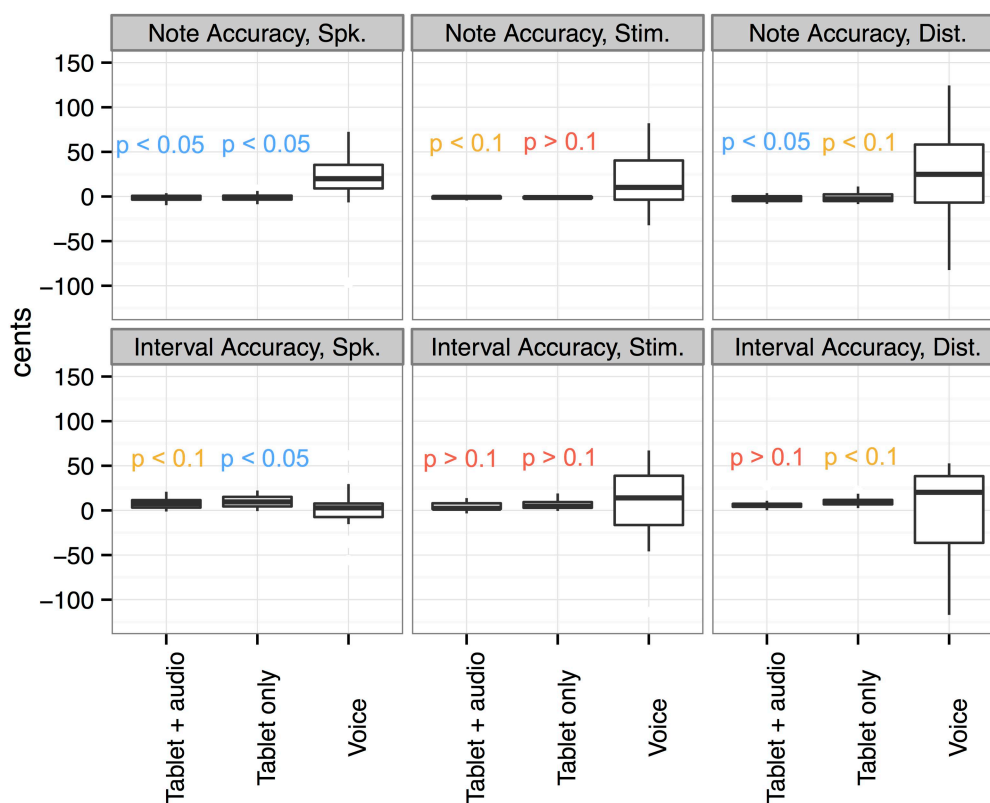 Note Accuracy, Spk.
Note Accuracy, Stim.
Note Accuracy, Dist.
150
100
50
0
−50
−100
p < 0.05
p < 0.05
p < 0.1
p > 0.1
p < 0.05
p < 0.1
cents
Interval Accuracy, Spk.
Interval Accuracy, Stim.
Interval Accuracy, Dist.
150
100
50
0
−50
−100
p < 0.1
p < 0.05
p > 0.1
p > 0.1
p > 0.1
p < 0.1
Tablet + audio
Tablet only
Voice
Tablet + audio
Tablet only
Voice
Tablet + audio
Tablet only
Voice